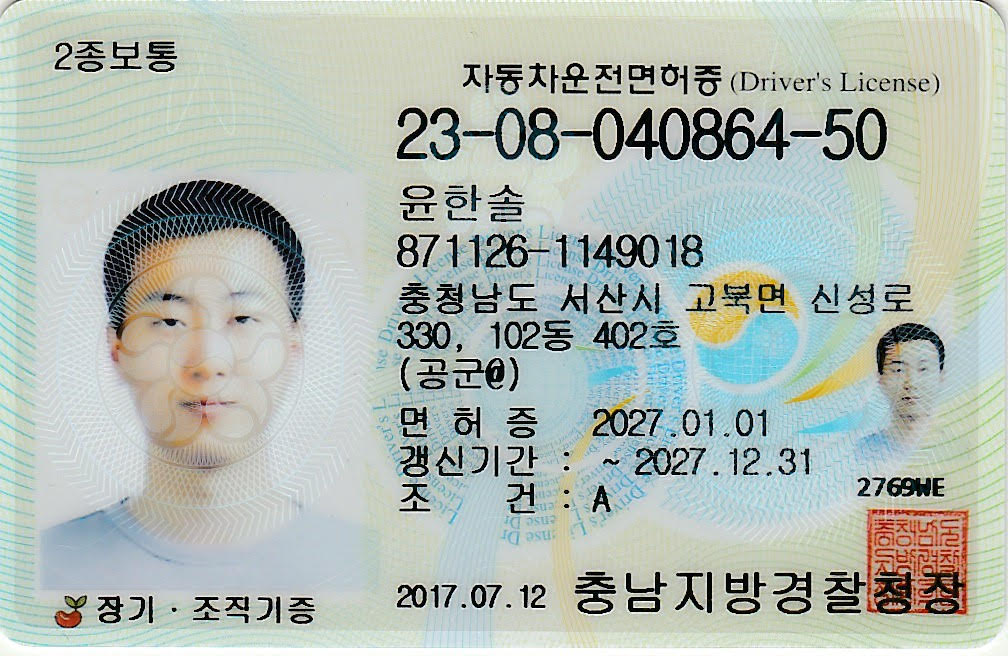 2종보통
자동차운전면허증 (Driver's License)
23-08-040864-50
윤한솔
871126-1149018
충청남도 서산시 고북면 신성로
330, 102동 402호
면 허 증 2027.01.01
갱신기간 : ~ 2027.12.31
조 건 : A
2769WE
2017.07.12 충남지방경찰청장
장기·조직기증